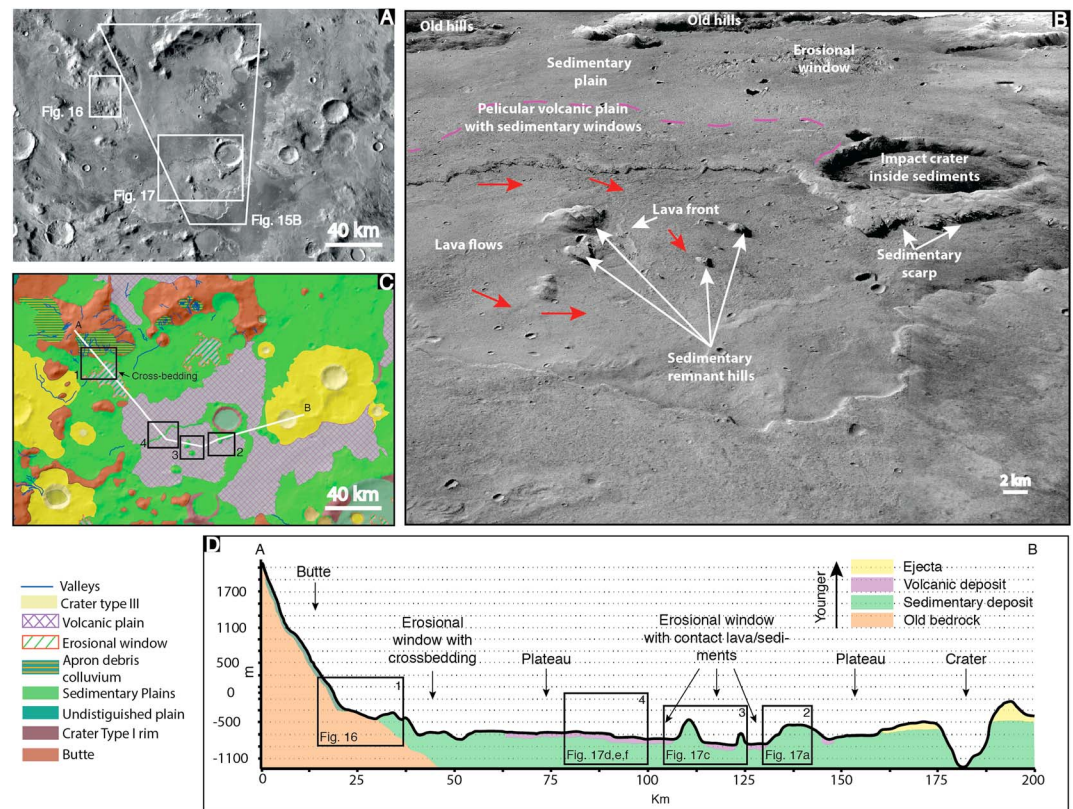 A
Fig. 16
Fig. 17
Fig. 15B
40 km
B
Old hills
Old hills
Sedimentary
plain
Erosional
window
Pelicular volcanic plain
with sedimentary windows
Impact crater
inside sediments
Lava front
Lava flows
Sedimentary
scarp
Sedimentary
remnant hills
2 km
C
A
1
Cross-bedding
B
4
3
2
40 km
Valleys
Crater type III
Volcanic plain
Erosional window
Apron debris
colluvium
Sedimentary Plains
Undistiguished plain
Crater Type I rim
Butte
D
A
B
Butte
Erosional
window with
crossbedding
Plateau
Erosional window
with contact lava/sedi-
ments
Plateau
Crater
Younger
Ejecta
Volcanic deposit
Sedimentary deposit
Old bedrock
1700
1100
500
0
-500
-1100
m
1
Fig. 16
4
Fig. 17d,e,f
3
Fig. 17c
2
Fig. 17a
0
25
50
75
100
125
150
175
200
Km